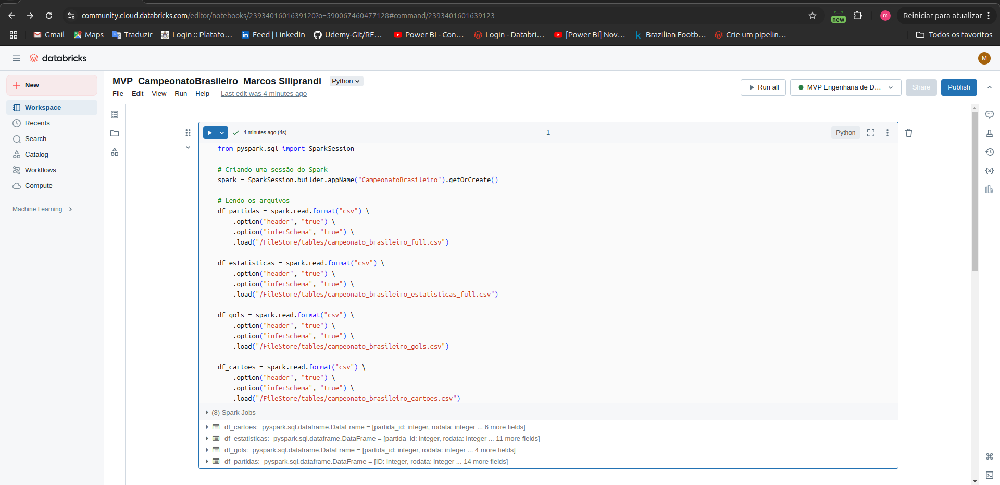 community.cloud.databricks.com/editor/notebooks/2393401601639120?o=590067460477128#command/2393401601639123
new
m
Reiniciar para atualizar
Gmail
Maps
Traduzir
Login :: Platafo...
Feed | LinkedIn
Udemy-Git/RE...
Power BI - Con...
Login - Databri...
[Power BI] Nov...
Brazilian Footb...
Crie um pipelin...
Todos os favoritos
databricks
M
New
Workspace
Recents
Search
Catalog
Workflows
Compute
Machine Learning
MVP_CampeonatoBrasileiro_Marcos Siliprandi
Python
File Edit View Run Help Last edit was 4 minutes ago
Run all
MVP Engenharia de D...
Share
Publish
4 minutes ago (4s)
1
Python
from pyspark.sql import SparkSession
# Criando uma sessão do Spark
spark = SparkSession.builder.appName("CampeonatoBrasileiro").getOrCreate()
# Lendo os arquivos
df_partidas = spark.read.format("csv") \
.option("header", "true") \
.option("inferSchema", "true") \
.load("/FileStore/tables/campeonato_brasileiro_full.csv")
df_estatisticas = spark.read.format("csv") \
.option("header", "true") \
.option("inferSchema", "true") \
.load("/FileStore/tables/campeonato_brasileiro_estatisticas_full.csv")
df_gols = spark.read.format("csv") \
.option("header", "true") \
.option("inferSchema", "true") \
.load("/FileStore/tables/campeonato_brasileiro_gols.csv")
df_cartoes = spark.read.format("csv") \
.option("header", "true") \
.option("inferSchema", "true") \
.load("/FileStore/tables/campeonato_brasileiro_cartoes.csv")
(8) Spark Jobs
df_cartoes: pyspark.sql.dataframe.DataFrame = [partida_id: integer, rodata: integer ... 6 more fields]
df_estatisticas: pyspark.sql.dataframe.DataFrame = [partida_id: integer, rodata: integer ... 11 more fields]
df_gols: pyspark.sql.dataframe.DataFrame = [partida_id: integer, rodata: integer ... 4 more fields]
df_partidas: pyspark.sql.dataframe.DataFrame = [ID: integer, rodata: integer ... 14 more fields]